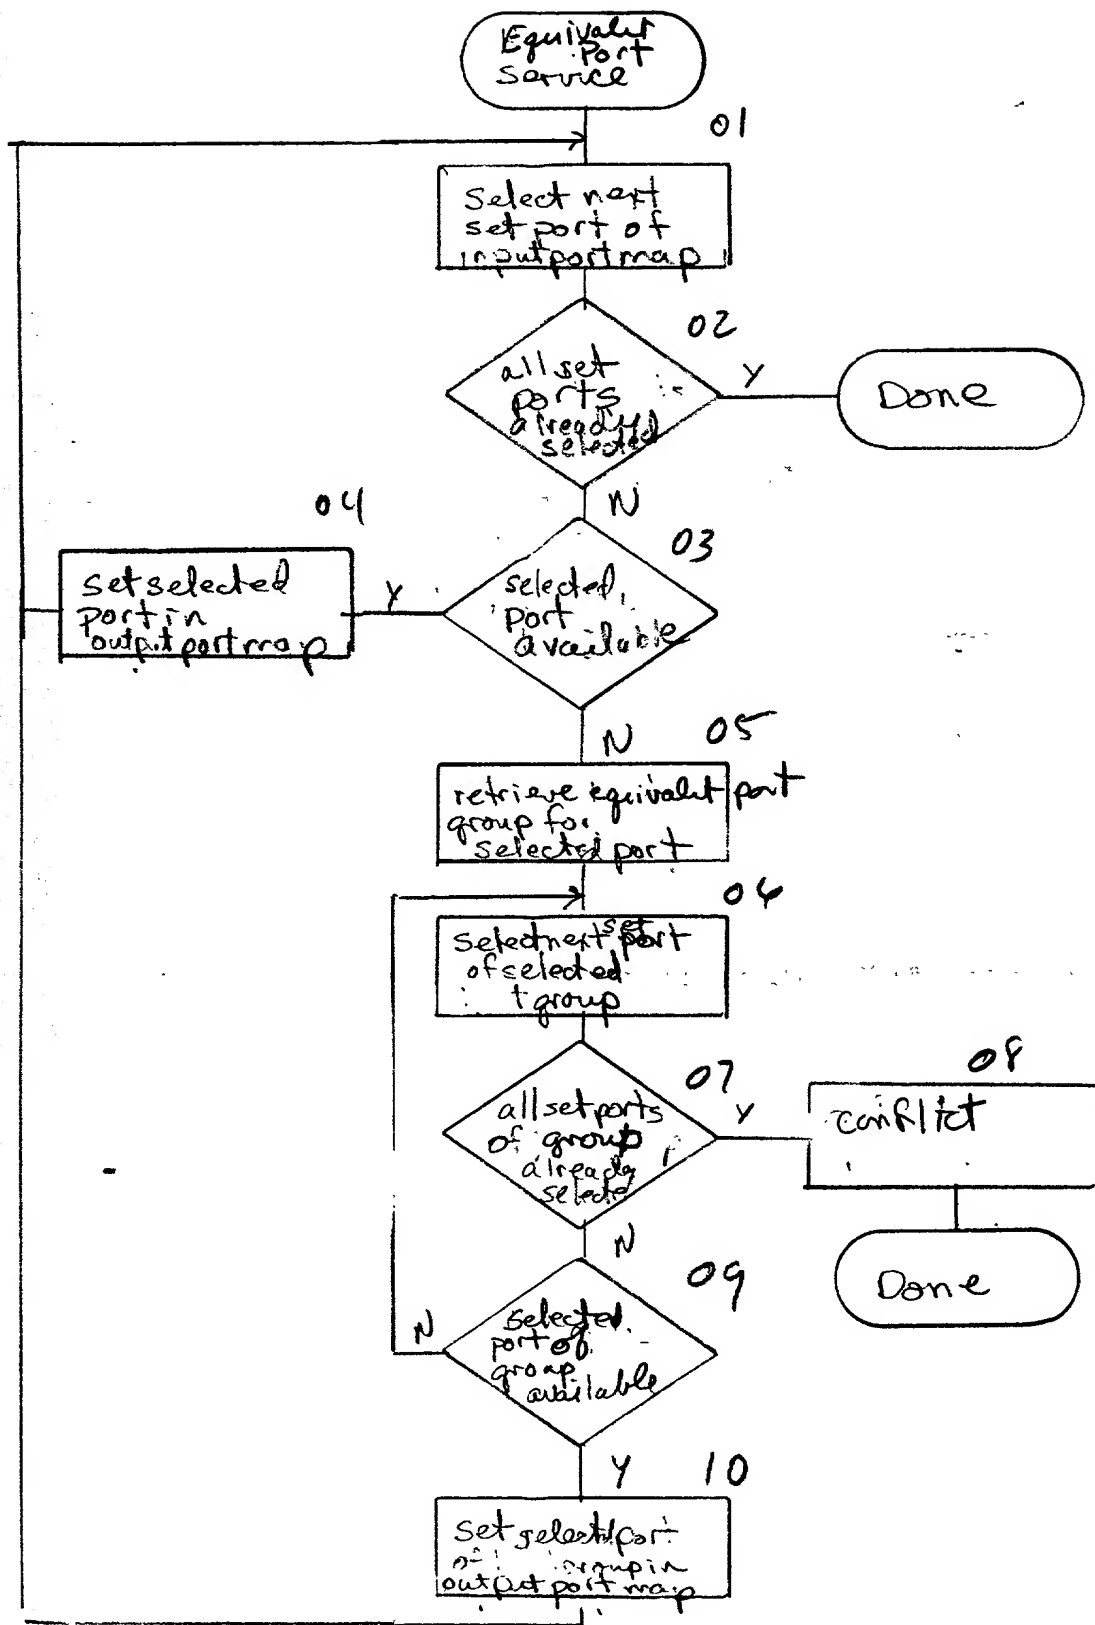 Equivalent
Port
Service
01
Select next
set port of
input port map
02
all set
ports
already
selected
Y
Done
N
04
03
set selected
port in
output port map
Y
selected
port
available
N
05
retrieve equivalent port
group for
selected port
06
select next set port
of selected
group
07
all set ports
of group
already
selected
Y
08
conflict
N
Done
09
selected
port of
group
available
N
Y
10
set select port
of group in
output port map